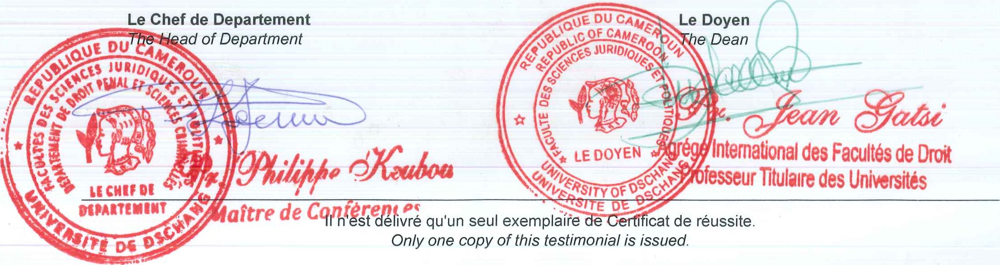 Le Chef de Departement
The Head of Department
REPUBLIQUE DU CAMEROUN
FACULTES DES SCIENCES JURIDIQUES ET POLITIQUES
DEPARTEMENT DE DROIT PENAL ET SCIENCES CRIMINELLES
LE CHEF DE
DEPARTEMENT
UNIVERSITÉ DE DSCHANG
Pr. Philippe Keubou
Maître de Conférences
Le Doyen
The Dean
REPUBLIQUE DU CAMEROUN
REPUBLIC OF CAMEROON
FACULTE DES SCIENCES JURIDIQUES ET POLITIQUES
LE DOYEN
UNIVERSITY OF DSCHANG
UNIVERSITE DE DSCHANG
Pr. Jean Gatsi
Agrégé International des Facultés de Droit
Professeur Titulaire des Universités
Il n'est délivré qu'un seul exemplaire de Certificat de réussite.
Only one copy of this testimonial is issued.